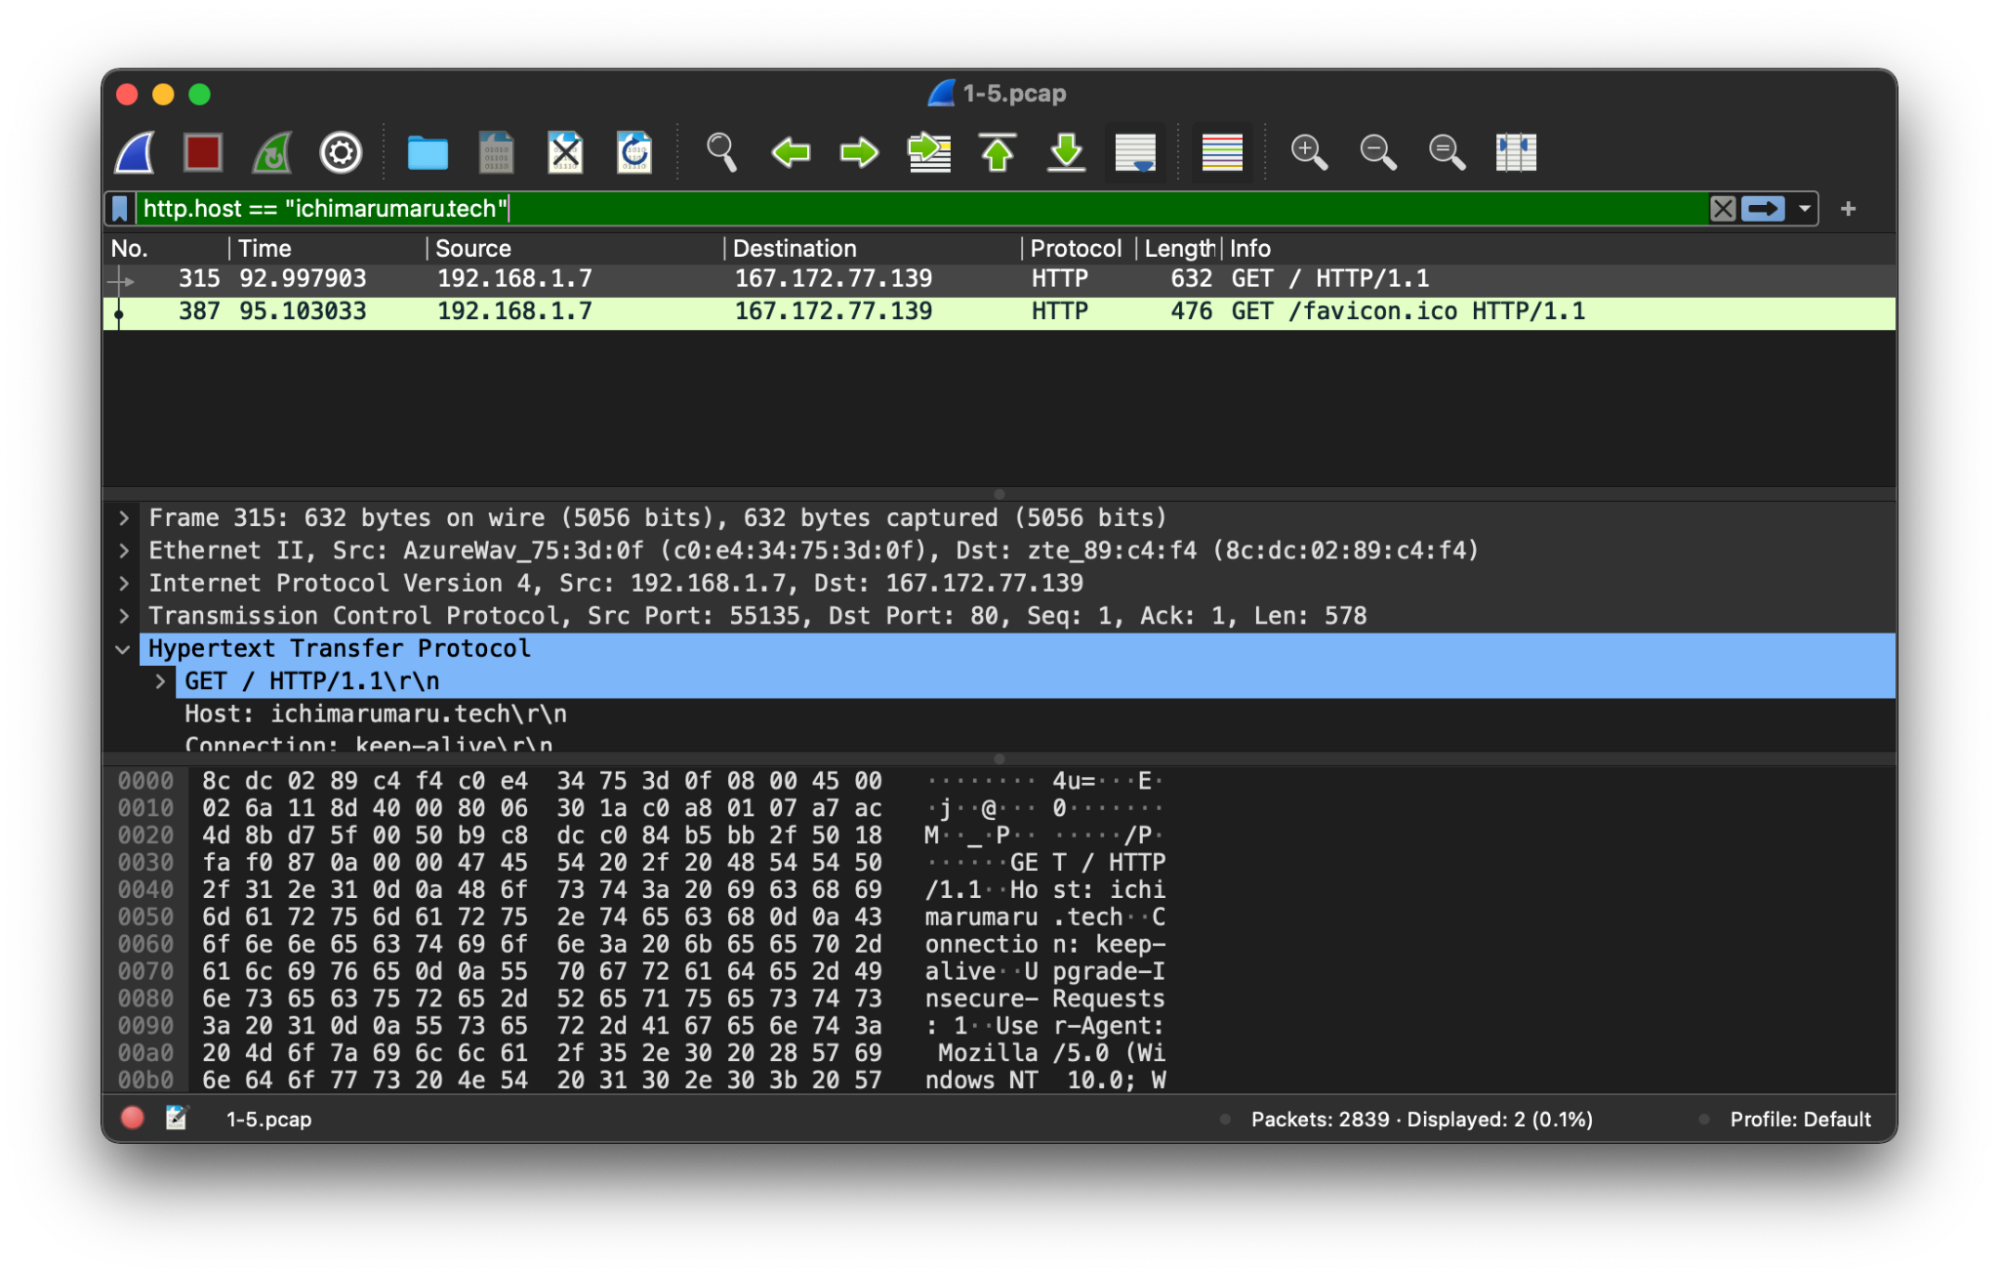 1-5.pcap
http.host == "ichimarumaru.tech"
No. Time Source Destination Protocol Length Info
315 92.997903 192.168.1.7 167.172.77.139 HTTP 632 GET / HTTP/1.1
387 95.103033 192.168.1.7 167.172.77.139 HTTP 476 GET /favicon.ico HTTP/1.1
Frame 315: 632 bytes on wire (5056 bits), 632 bytes captured (5056 bits)
Ethernet II, Src: AzureWav_75:3d:0f (c0:e4:34:75:3d:0f), Dst: zte_89:c4:f4 (8c:dc:02:89:c4:f4)
Internet Protocol Version 4, Src: 192.168.1.7, Dst: 167.172.77.139
Transmission Control Protocol, Src Port: 55135, Dst Port: 80, Seq: 1, Ack: 1, Len: 578
Hypertext Transfer Protocol
GET / HTTP/1.1\r\n
Host: ichimarumaru.tech\r\n
Connection: keep-alive\r\n
0000 8c dc 02 89 c4 f4 c0 e4 34 75 3d 0f 08 00 45 00 ········ 4u=···E·
0010 02 6a 11 8d 40 00 80 06 30 1a c0 a8 01 07 a7 ac ·j··@··· 0·······
0020 4d 8b d7 5f 00 50 b9 c8 dc c0 84 b5 bb 2f 50 18 M··_·P·· ·····/P·
0030 fa f0 87 0a 00 00 47 45 54 20 2f 20 48 54 54 50 ······GE T / HTTP
0040 2f 31 2e 31 0d 0a 48 6f 73 74 3a 20 69 63 68 69 /1.1··Ho st: ichi
0050 6d 61 72 75 6d 61 72 75 2e 74 65 63 68 0d 0a 43 marumaru .tech··C
0060 6f 6e 6e 65 63 74 69 6f 6e 3a 20 6b 65 65 70 2d onnectio n: keep-
0070 61 6c 69 76 65 0d 0a 55 70 67 72 61 64 65 2d 49 alive··U pgrade-I
0080 6e 73 65 63 75 72 65 2d 52 65 71 75 65 73 74 73 nsecure- Requests
0090 3a 20 31 0d 0a 55 73 65 72 2d 41 67 65 6e 74 3a : 1··Use r-Agent:
00a0 20 4d 6f 7a 69 6c 6c 61 2f 35 2e 30 20 28 57 69 Mozilla /5.0 (Wi
00b0 6e 64 6f 77 73 20 4e 54 20 31 30 2e 30 3b 20 57 ndows NT 10.0; W
1-5.pcap Packets: 2839 · Displayed: 2 (0.1%) Profile: Default